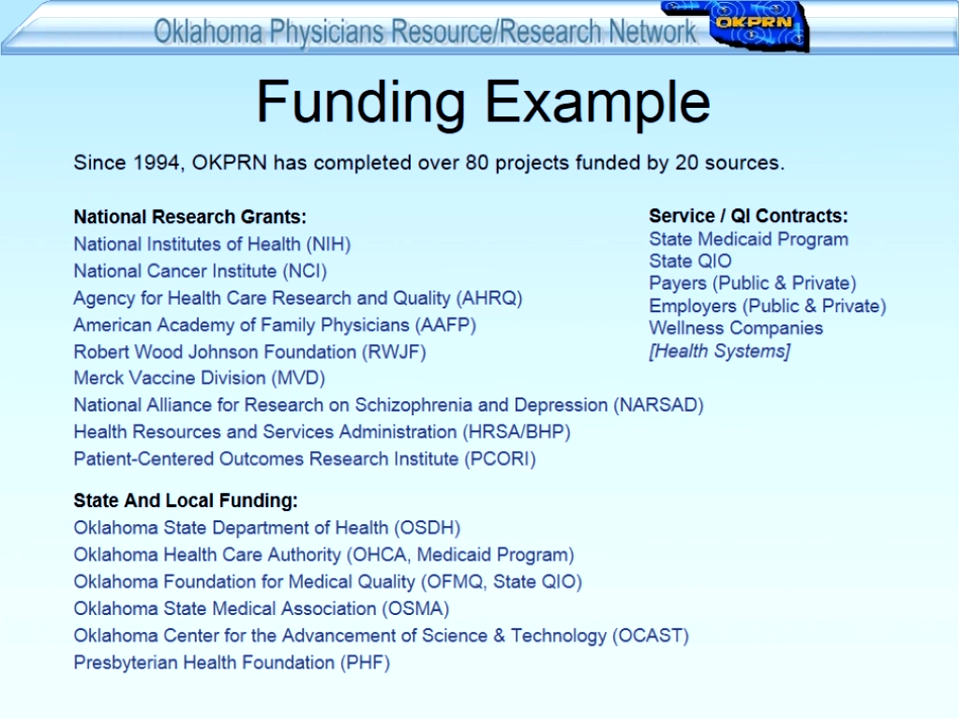 Oklahoma Physicians Resource/Research Network
OKPRN
Funding Example
Since 1994, OKPRN has completed over 80 projects funded by 20 sources.
National Research Grants:
National Institutes of Health (NIH)
National Cancer Institute (NCI)
Agency for Health Care Research and Quality (AHRQ)
American Academy of Family Physicians (AAFP)
Robert Wood Johnson Foundation (RWJF)
Merck Vaccine Division (MVD)
National Alliance for Research on Schizophrenia and Depression (NARSAD)
Health Resources and Services Administration (HRSA/BHP)
Patient-Centered Outcomes Research Institute (PCORI)
State And Local Funding:
Oklahoma State Department of Health (OSDH)
Oklahoma Health Care Authority (OHCA, Medicaid Program)
Oklahoma Foundation for Medical Quality (OFMQ, State QIO)
Oklahoma State Medical Association (OSMA)
Oklahoma Center for the Advancement of Science & Technology (OCAST)
Presbyterian Health Foundation (PHF)
Service / QI Contracts:
State Medicaid Program
State QIO
Payers (Public & Private)
Employers (Public & Private)
Wellness Companies
[Health Systems]